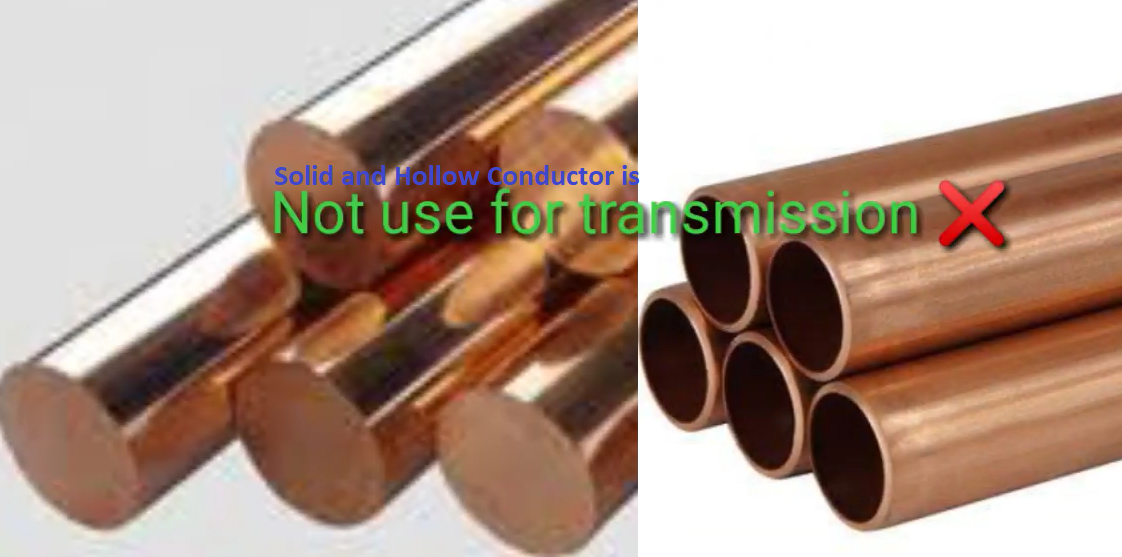 Solid and Hollow Conductor is
Not use for transmission ❌